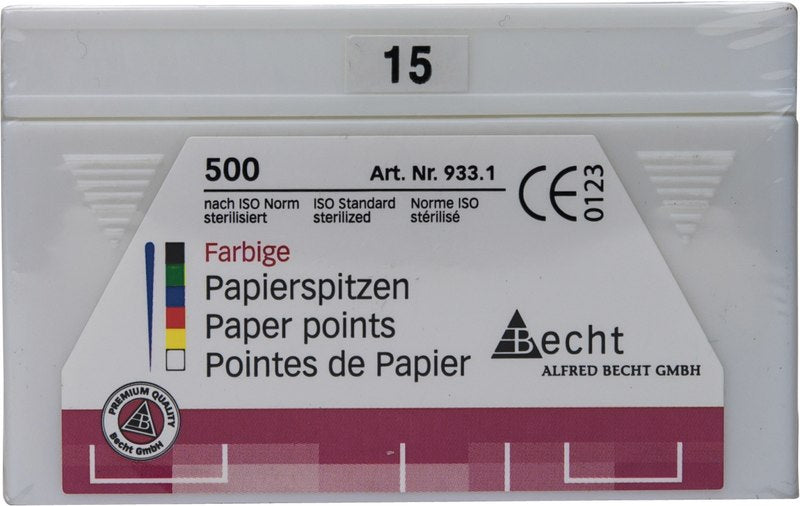 15
500 Art. Nr. 933.1
nach ISO Norm ISO Standard Norme ISO
sterilisiert sterilized stérilisé
CE 0123
Farbige
Papierspitzen
Paper points
Pointes de Papier
Becht
ALFRED BECHT GMBH
PREMIUM QUALITY
B
Becht GmbH